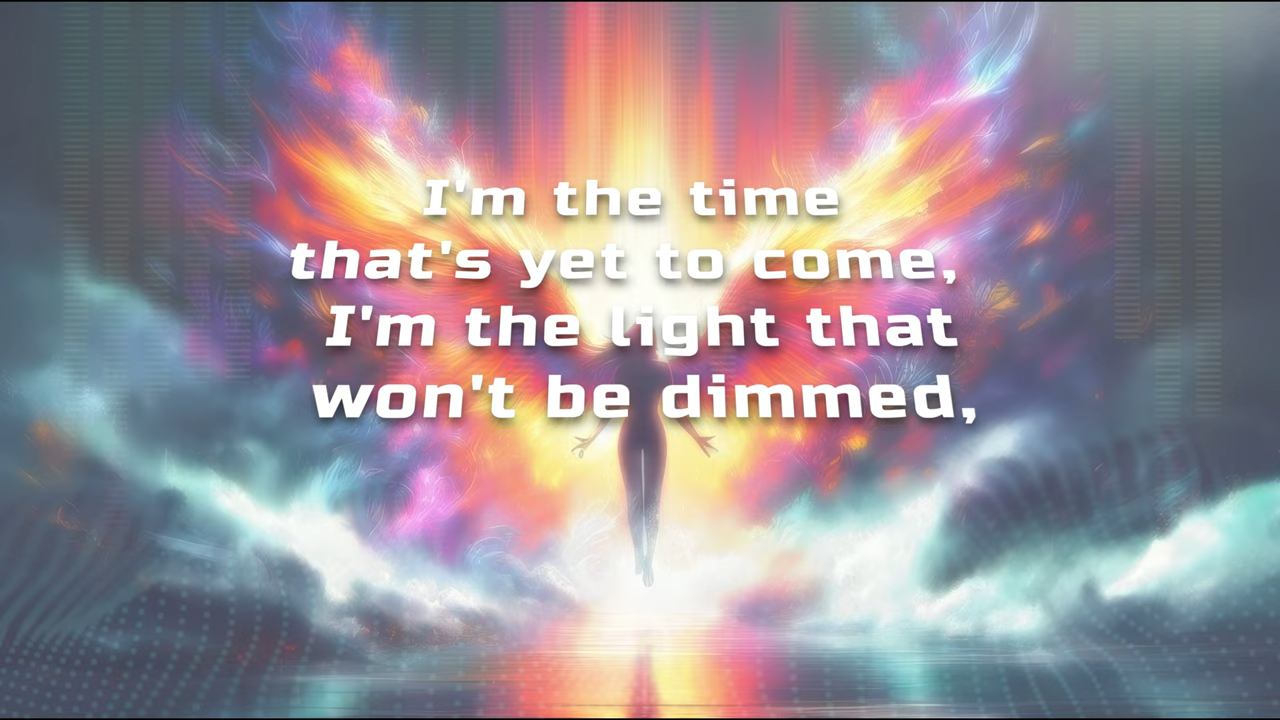 I'm the time
that's yet to come,
I'm the light that
won't be dimmed,